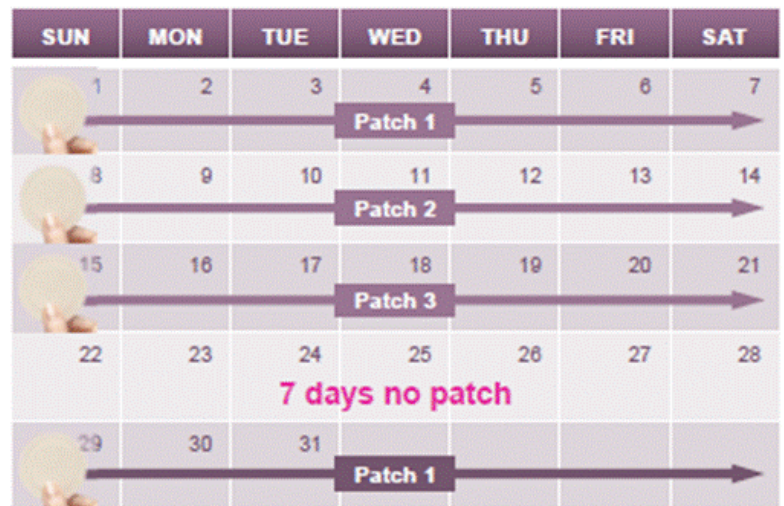 SUN MON TUE WED THU FRI SAT
1 2 3 4 5 6 7
Patch 1
8 9 10 11 12 13 14
Patch 2
15 16 17 18 19 20 21
Patch 3
22 23 24 25 26 27 28
7 days no patch
29 30 31
Patch 1